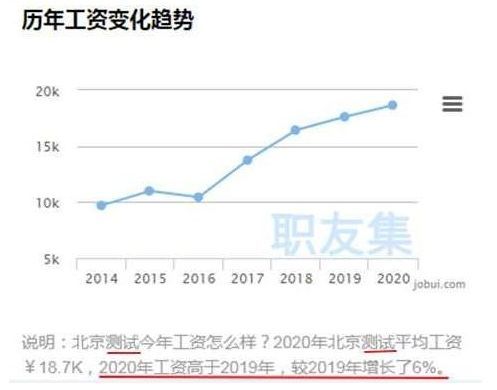 历年工资变化趋势
20k
15k
10k
职友集
5k
2014 2015 2016 2017 2018 2019 2020
jobui.com
说明：北京测试今年工资怎么样？2020年北京测试平均工资
￥18.7K，2020年工资高于2019年，较2019年增长了6%。